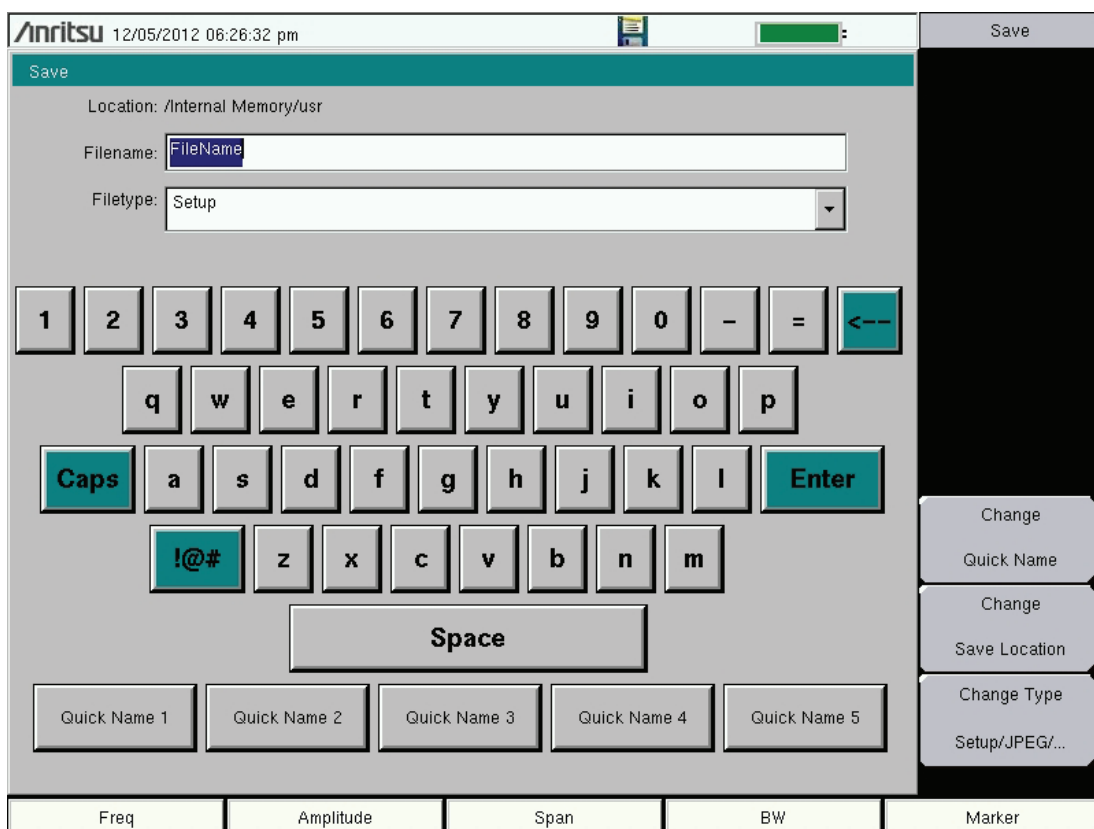 Anritsu 12/05/2012 06:26:32 pm
Save
Save
Location: /Internal Memory/usr
Filename: FileName
Filetype: Setup
1 2 3 4 5 6 7 8 9 0 - = <--
q w e r t y u i o p
Caps a s d f g h j k l Enter
!@# z x c v b n m
Space
Quick Name 1 Quick Name 2 Quick Name 3 Quick Name 4 Quick Name 5
Change
Quick Name
Change
Save Location
Change Type
Setup/JPEG/...
Freq Amplitude Span BW Marker